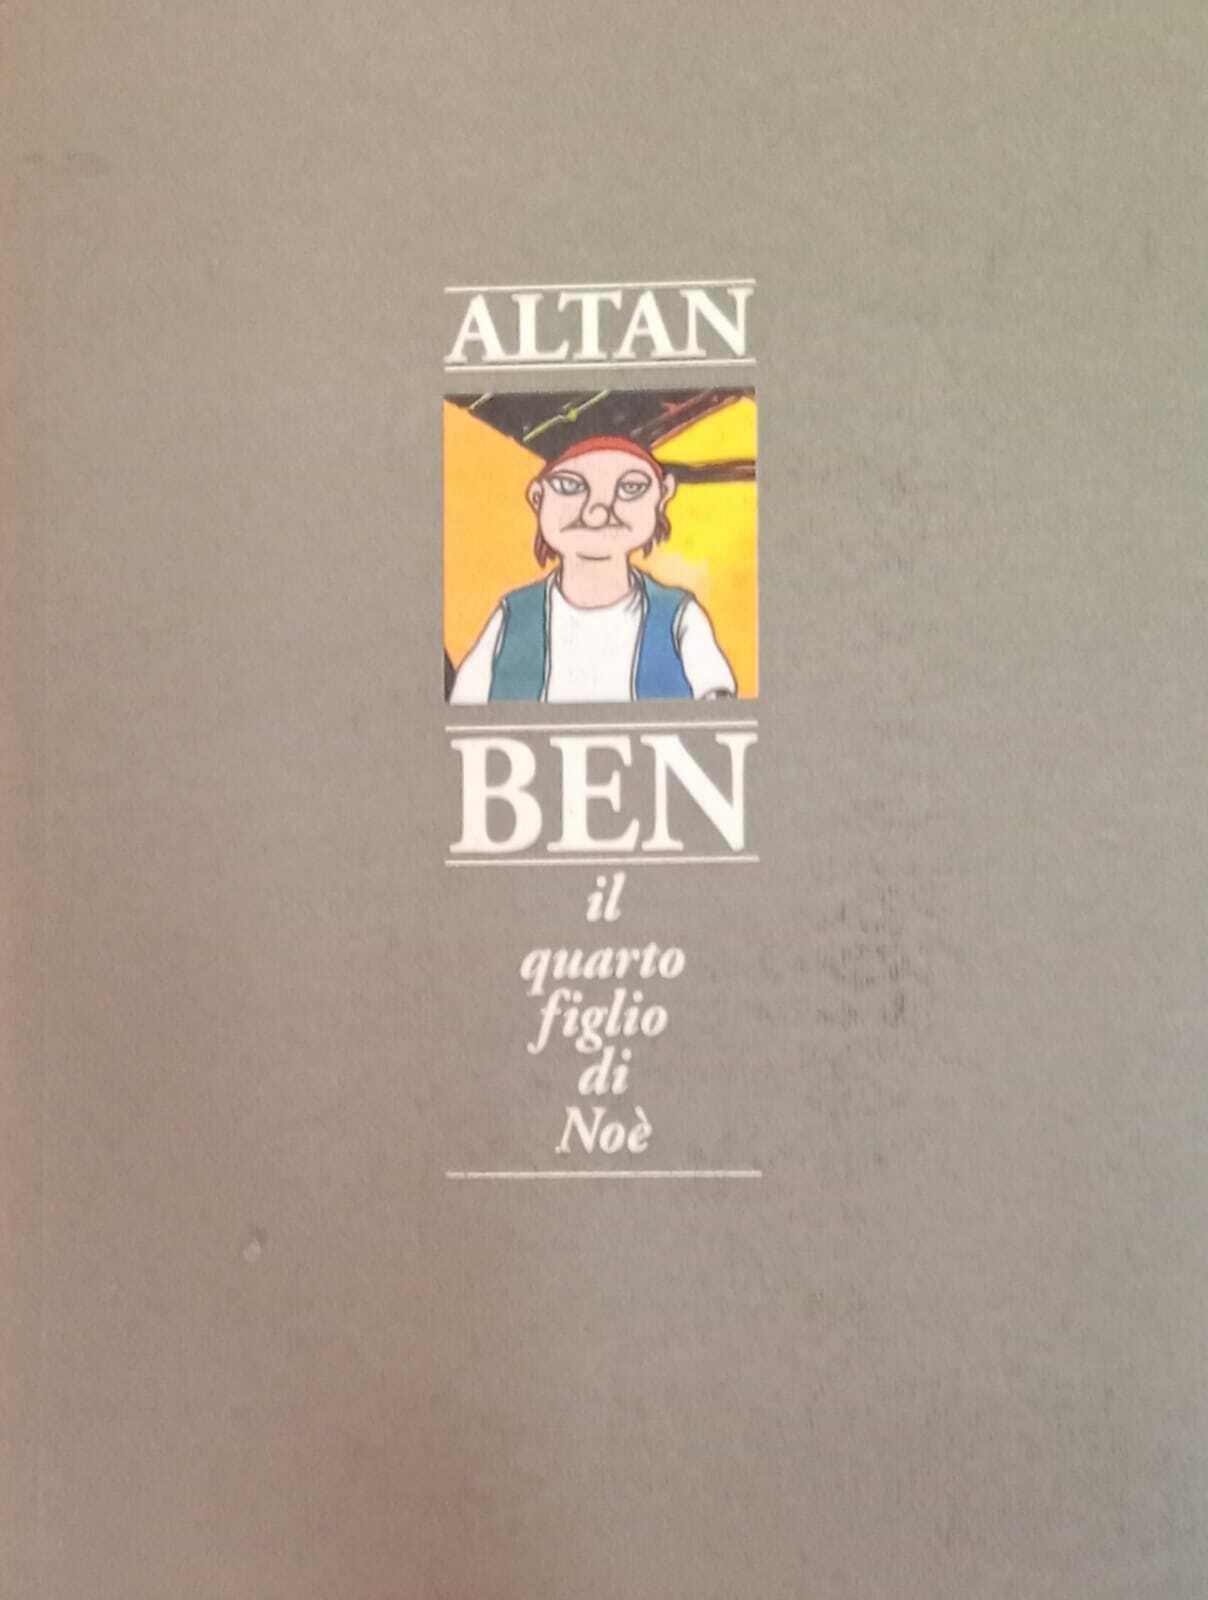 ALTAN
BEN
il
quarto
figlio
di
Noè